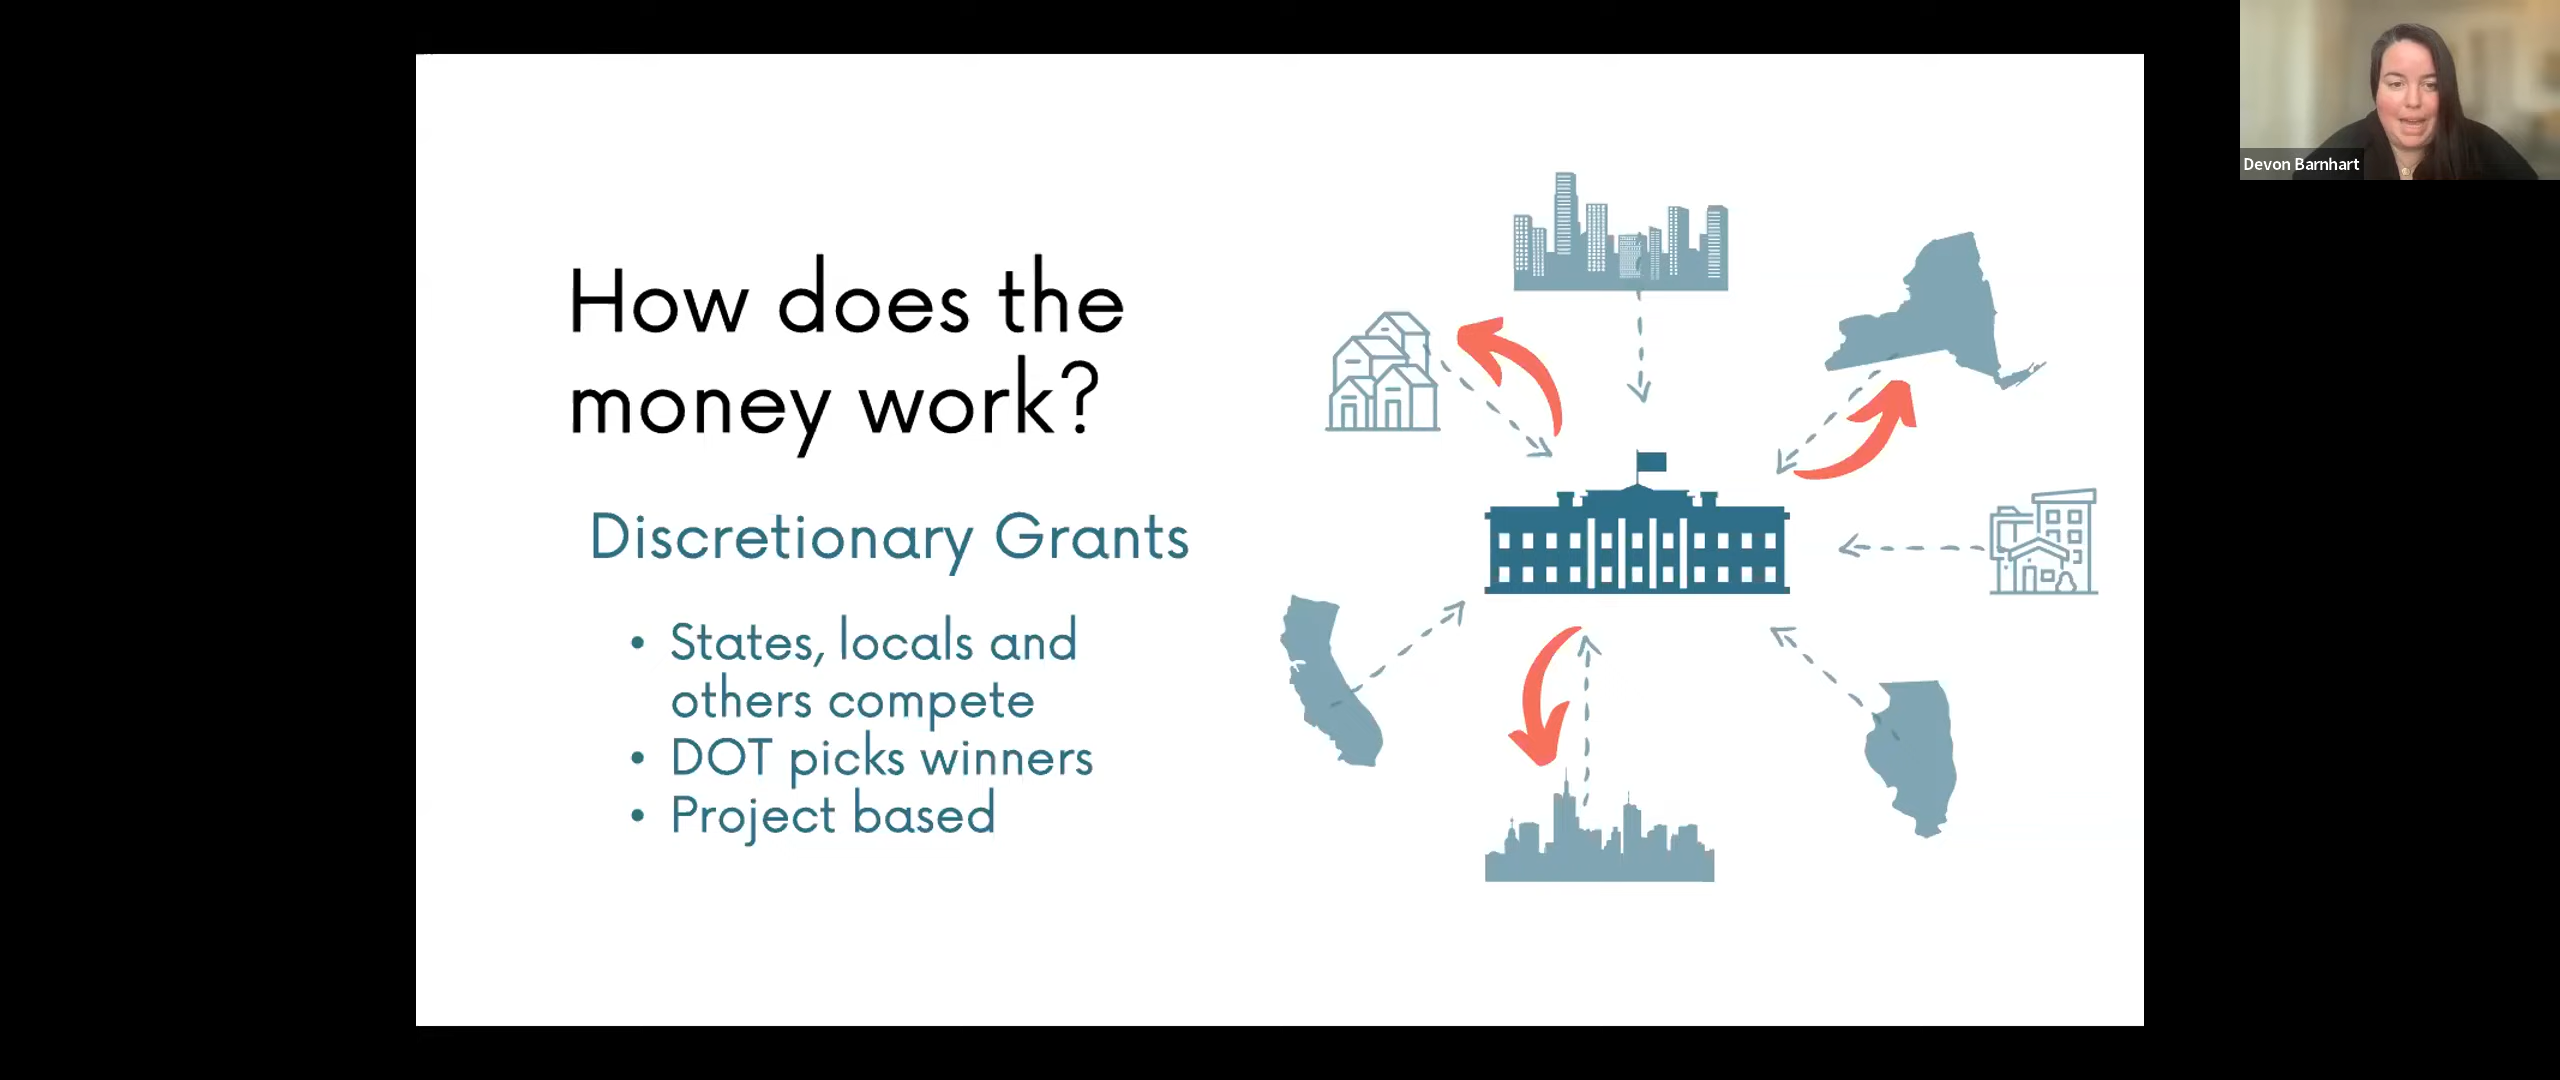 How does the
money work?
Discretionary Grants
• States, locals and
others compete
• DOT picks winners
• Project based
Devon Barnhart